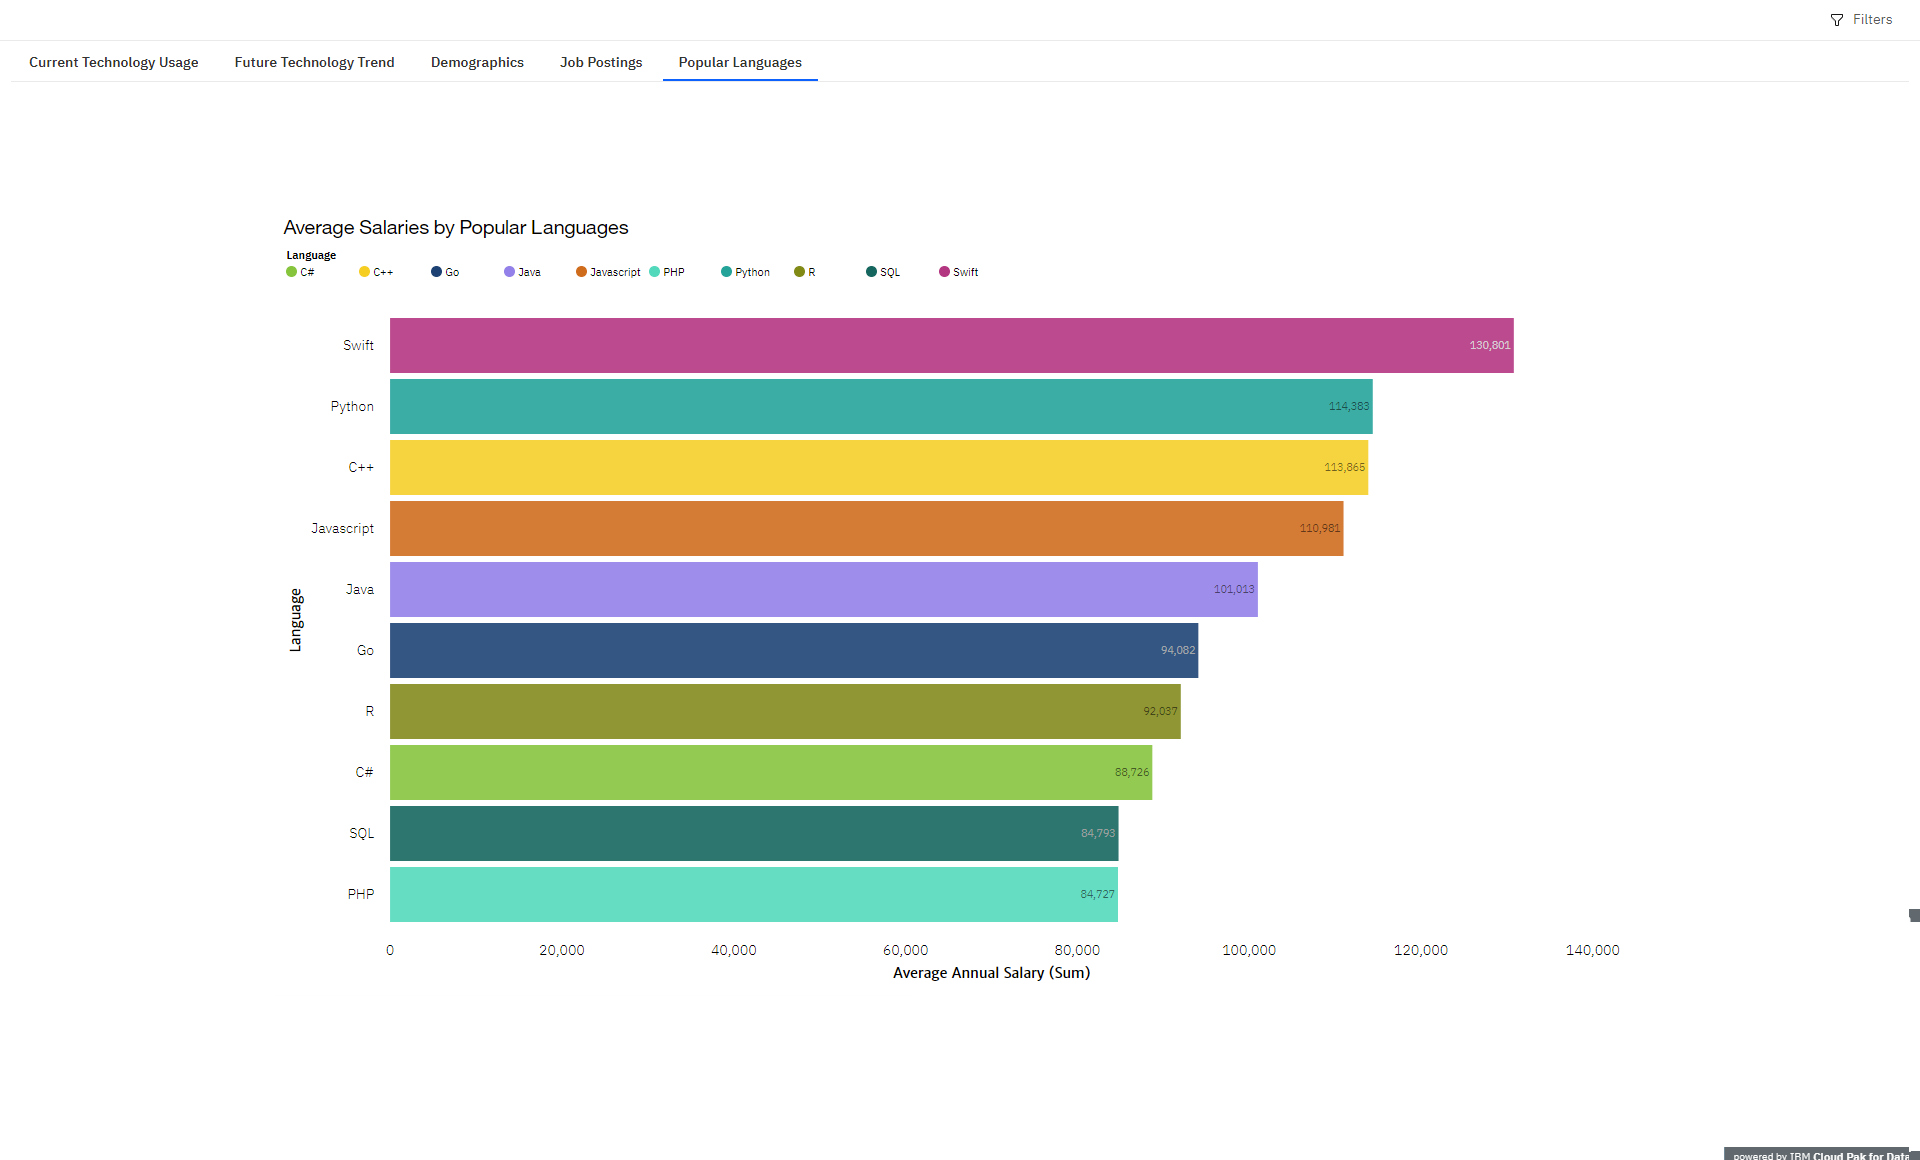 Filters
Current Technology Usage Future Technology Trend Demographics Job Postings Popular Languages
Average Salaries by Popular Languages
Language
C# C++ Go Java Javascript PHP Python R SQL Swift
Swift 130,801
Python 114,383
C++ 113,865
Javascript 110,981
Java 101,013
Language
Go 94,082
R 92,037
C# 88,726
SQL 84,793
PHP 84,727
0 20,000 40,000 60,000 80,000 100,000 120,000 140,000
Average Annual Salary (Sum)
powered by IBM Cloud Pak for Data